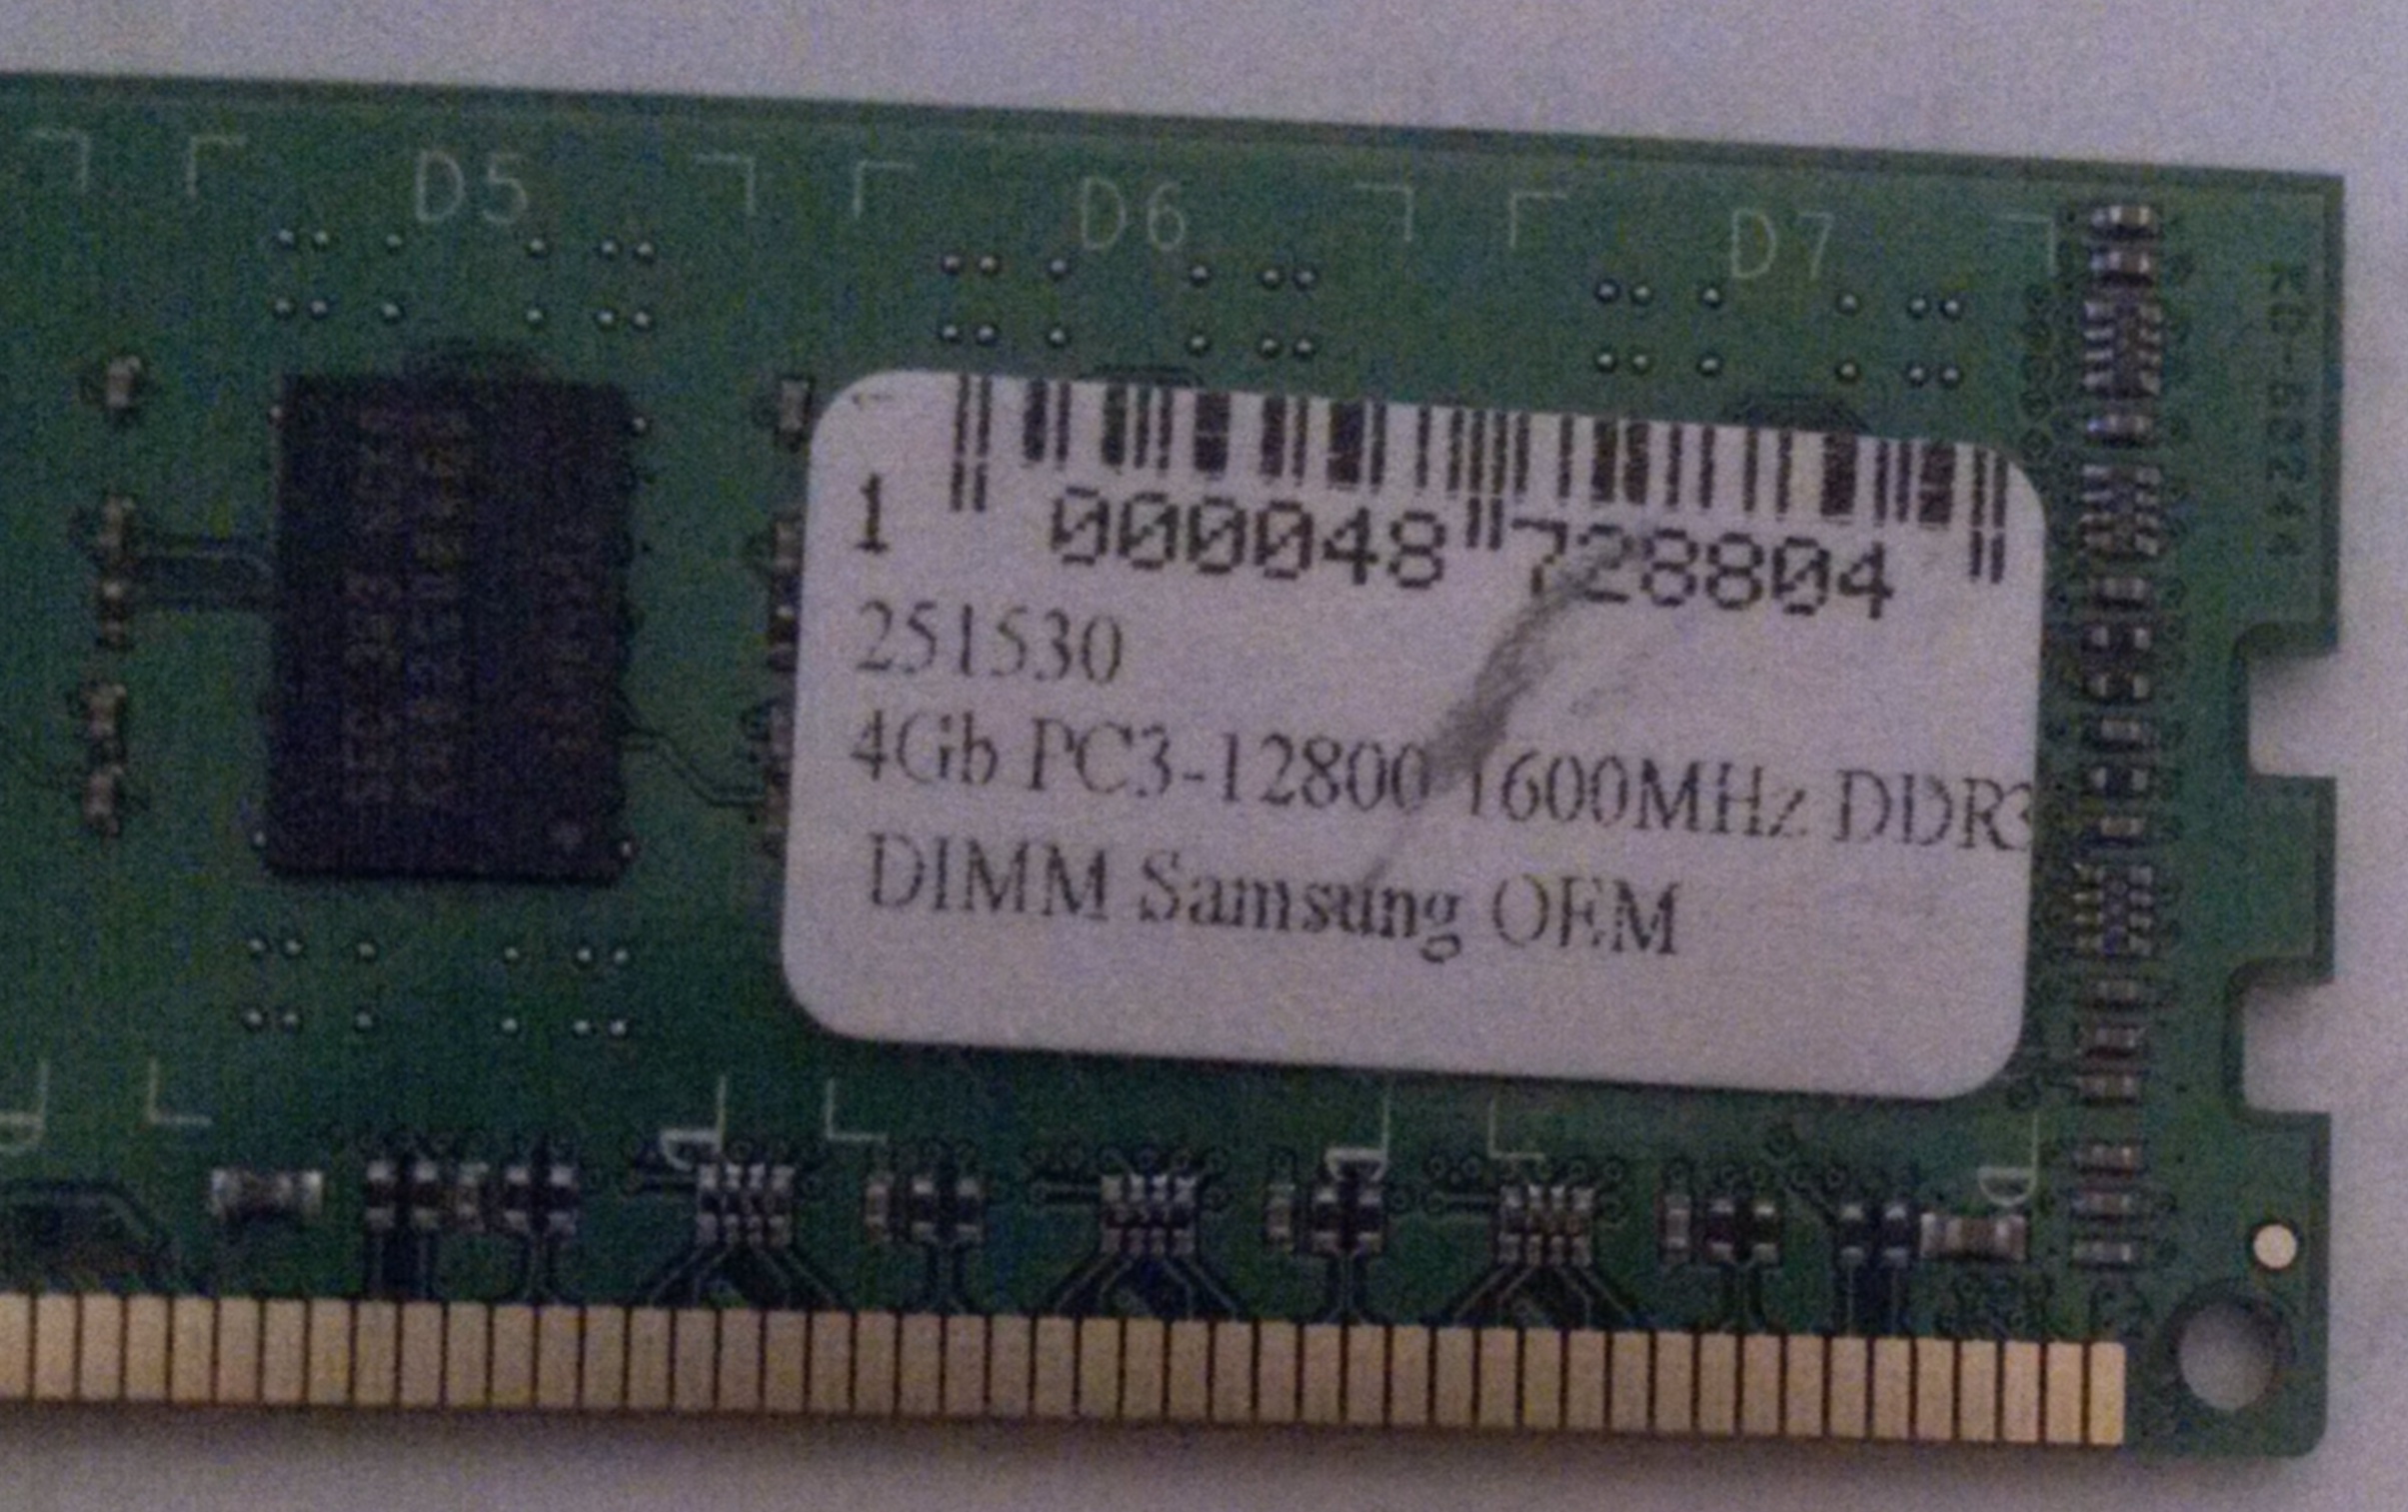 D5
D6
D7
1 000048 728804
251530
4Gb PC3-12800 1600MHz DDR3
DIMM Samsung OEM